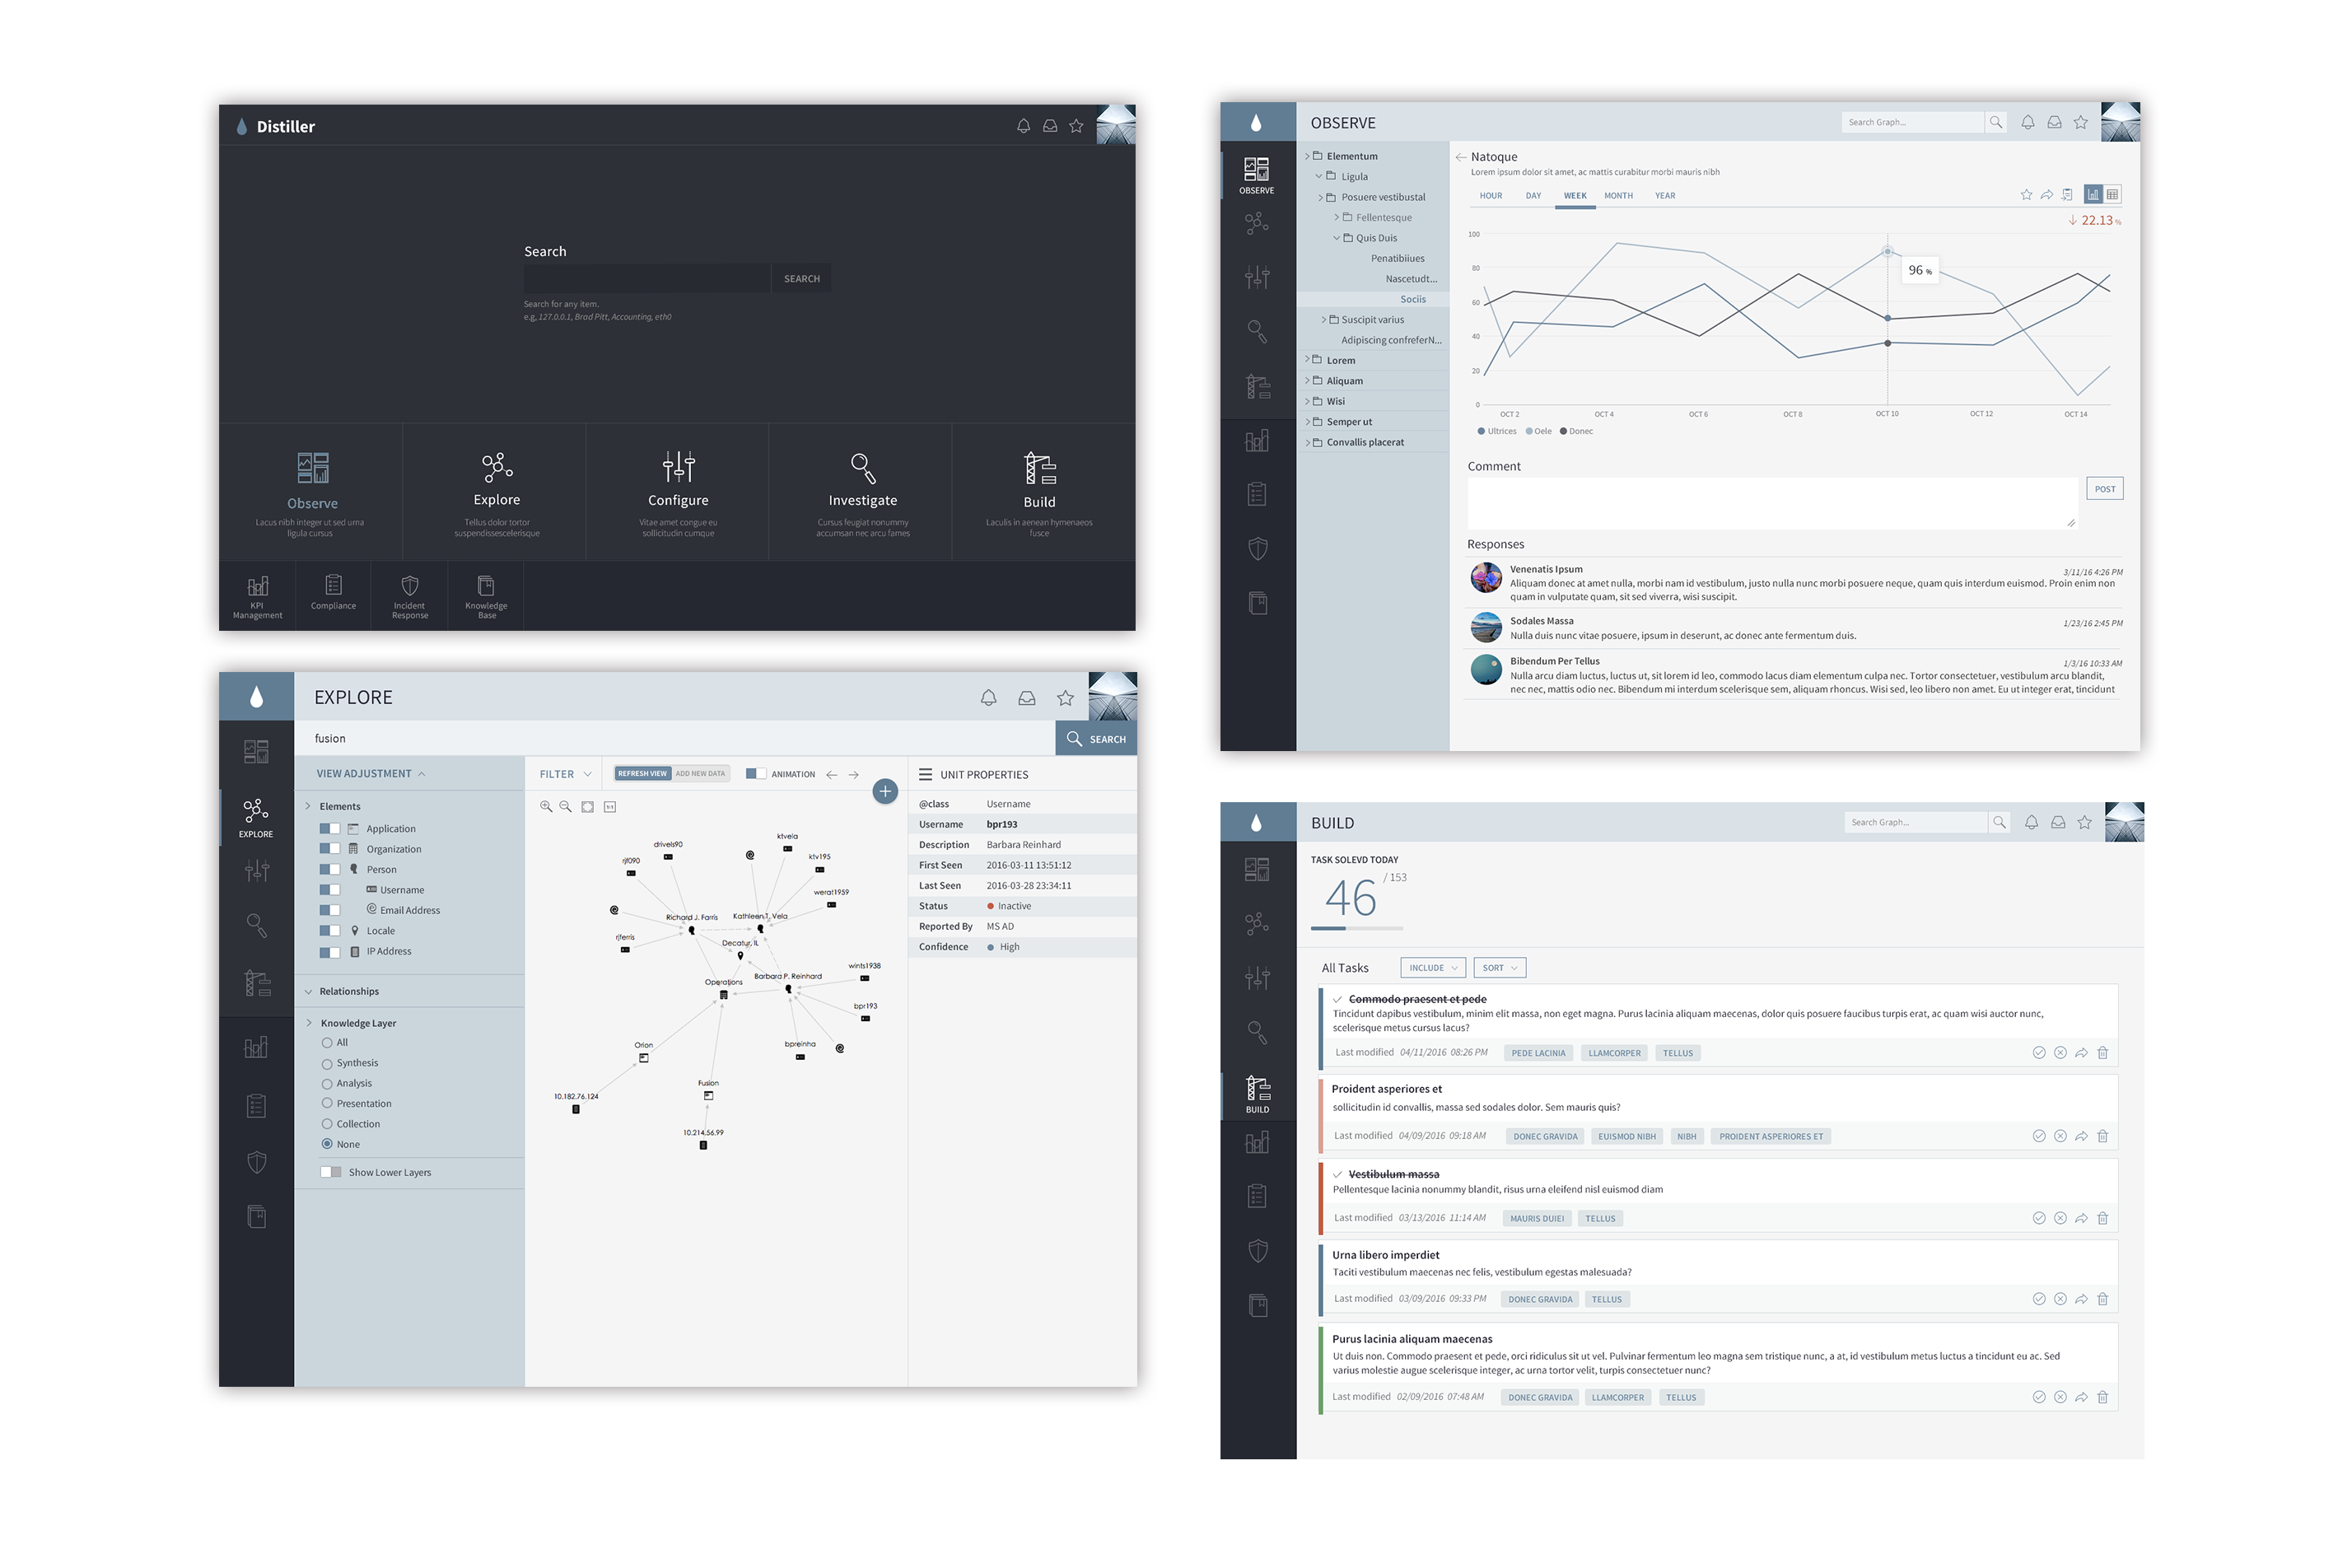 Distiller
Search
SEARCH
Search for any item.
e.g, 127.0.0.1, Brad Pitt, Accounting, eth0
Observe
Lacus nibh integer ut sed urna
ligula cursus
Explore
Tellus dolor tortor
suspendissescelerisque
Configure
Vitae amet congue eu
sollicitudin cumque
Investigate
Cursus feugiat nonummy
accumsan nec arcu fames
Build
Laculis in aenean hymenaeos
fusce
KPI
Management
Compliance
Incident
Response
Knowledge
Base
OBSERVE
Search Graph...
OBSERVE
Elementum
Ligula
Posuere vestibustal
Fellentesque
Quis Duis
Penatibiiues
Nascetudt...
Sociis
Suscipit varius
Adipiscing confreferN...
Lorem
Aliquam
Wisi
Semper ut
Convallis placerat
Natoque
Lorem ipsum dolor sit amet, ac mattis curabitur morbi mauris nibh
HOUR DAY WEEK MONTH YEAR
22.13 %
100
80
60
40
20
0
96 %
OCT 2 OCT 4 OCT 6 OCT 8 OCT 10 OCT 12 OCT 14
Ultrices Oele Donec
Comment
POST
Responses
Venenatis Ipsum
3/11/16 4:26 PM
Aliquam donec at amet nulla, morbi nam id vestibulum, justo nulla nunc morbi posuere neque, quam quis interdum euismod. Proin enim non
quam in vulputate quam, sit sed viverra, wisi suscipit.
Sodales Massa
1/23/16 2:45 PM
Nulla duis nunc vitae posuere, ipsum in deserunt, ac donec ante fermentum duis.
Bibendum Per Tellus
1/3/16 10:33 AM
Nulla arcu diam luctus, luctus ut, sit lorem id leo, commodo lacus diam elementum culpa nec. Tortor consectetuer, vestibulum arcu blandit,
nec nec, mattis odio nec. Bibendum mi interdum scelerisque sem, aliquam rhoncus. Wisi sed, leo libero non amet. Eu ut integer erat, tincidunt
EXPLORE
fusion
SEARCH
EXPLORE
VIEW ADJUSTMENT
Elements
Application
Organization
Person
Username
Email Address
Locale
IP Address
Relationships
Knowledge Layer
All
Synthesis
Analysis
Presentation
Collection
None
Show Lower Layers
FILTER
REFRESH VIEW ADD NEW DATA
ANIMATION
1:1
ktvela
drivels90
rjf090
ktv195
werat1959
Richard J. Farris
Kathleen T. Vela
rjferris
Decatur, IL
wints1938
Barbara P. Reinhard
Operations
bpr193
Orion
bpreinha
Fusion
10.182.76.124
10.214.56.99
UNIT PROPERTIES
@class Username
Username bpr193
Description Barbara Reinhard
First Seen 2016-03-11 13:51:12
Last Seen 2016-03-28 23:34:11
Status Inactive
Reported By MS AD
Confidence High
BUILD
Search Graph...
BUILD
TASK SOLEVD TODAY
46 / 153
All Tasks
INCLUDE
SORT
Commodo praesent et pede
Tincidunt dapibus vestibulum, minim elit massa, non eget magna. Purus lacinia aliquam maecenas, dolor quis posuere faucibus turpis erat, ac quam wisi auctor nunc,
scelerisque metus cursus lacus?
Last modified 04/11/2016 08:26 PM PEDE LACINIA LLAMCORPER TELLUS
Proident asperiores et
sollicitudin id convallis, massa sed sodales dolor. Sem mauris quis?
Last modified 04/09/2016 09:18 AM DONEC GRAVIDA EUISMOD NIBH NIBH PROIDENT ASPERIORES ET
Vestibulum massa
Pellentesque lacinia nonummy blandit, risus urna eleifend nisl euismod diam
Last modified 03/13/2016 11:14 AM MAURIS DUIEI TELLUS
Urna libero imperdiet
Taciti vestibulum maecenas nec felis, vestibulum egestas malesuada?
Last modified 03/09/2016 09:33 PM DONEC GRAVIDA TELLUS
Purus lacinia aliquam maecenas
Ut duis non. Commodo praesent et pede, orci ridiculus sit ut vel. Pulvinar fermentum leo magna sem tristique nunc, a at, id vestibulum metus luctus a tincidunt eu ac. Sed
varius molestie augue scelerisque integer, ac urna tortor velit, turpis consectetuer nunc?
Last modified 02/09/2016 07:48 AM DONEC GRAVIDA LLAMCORPER TELLUS